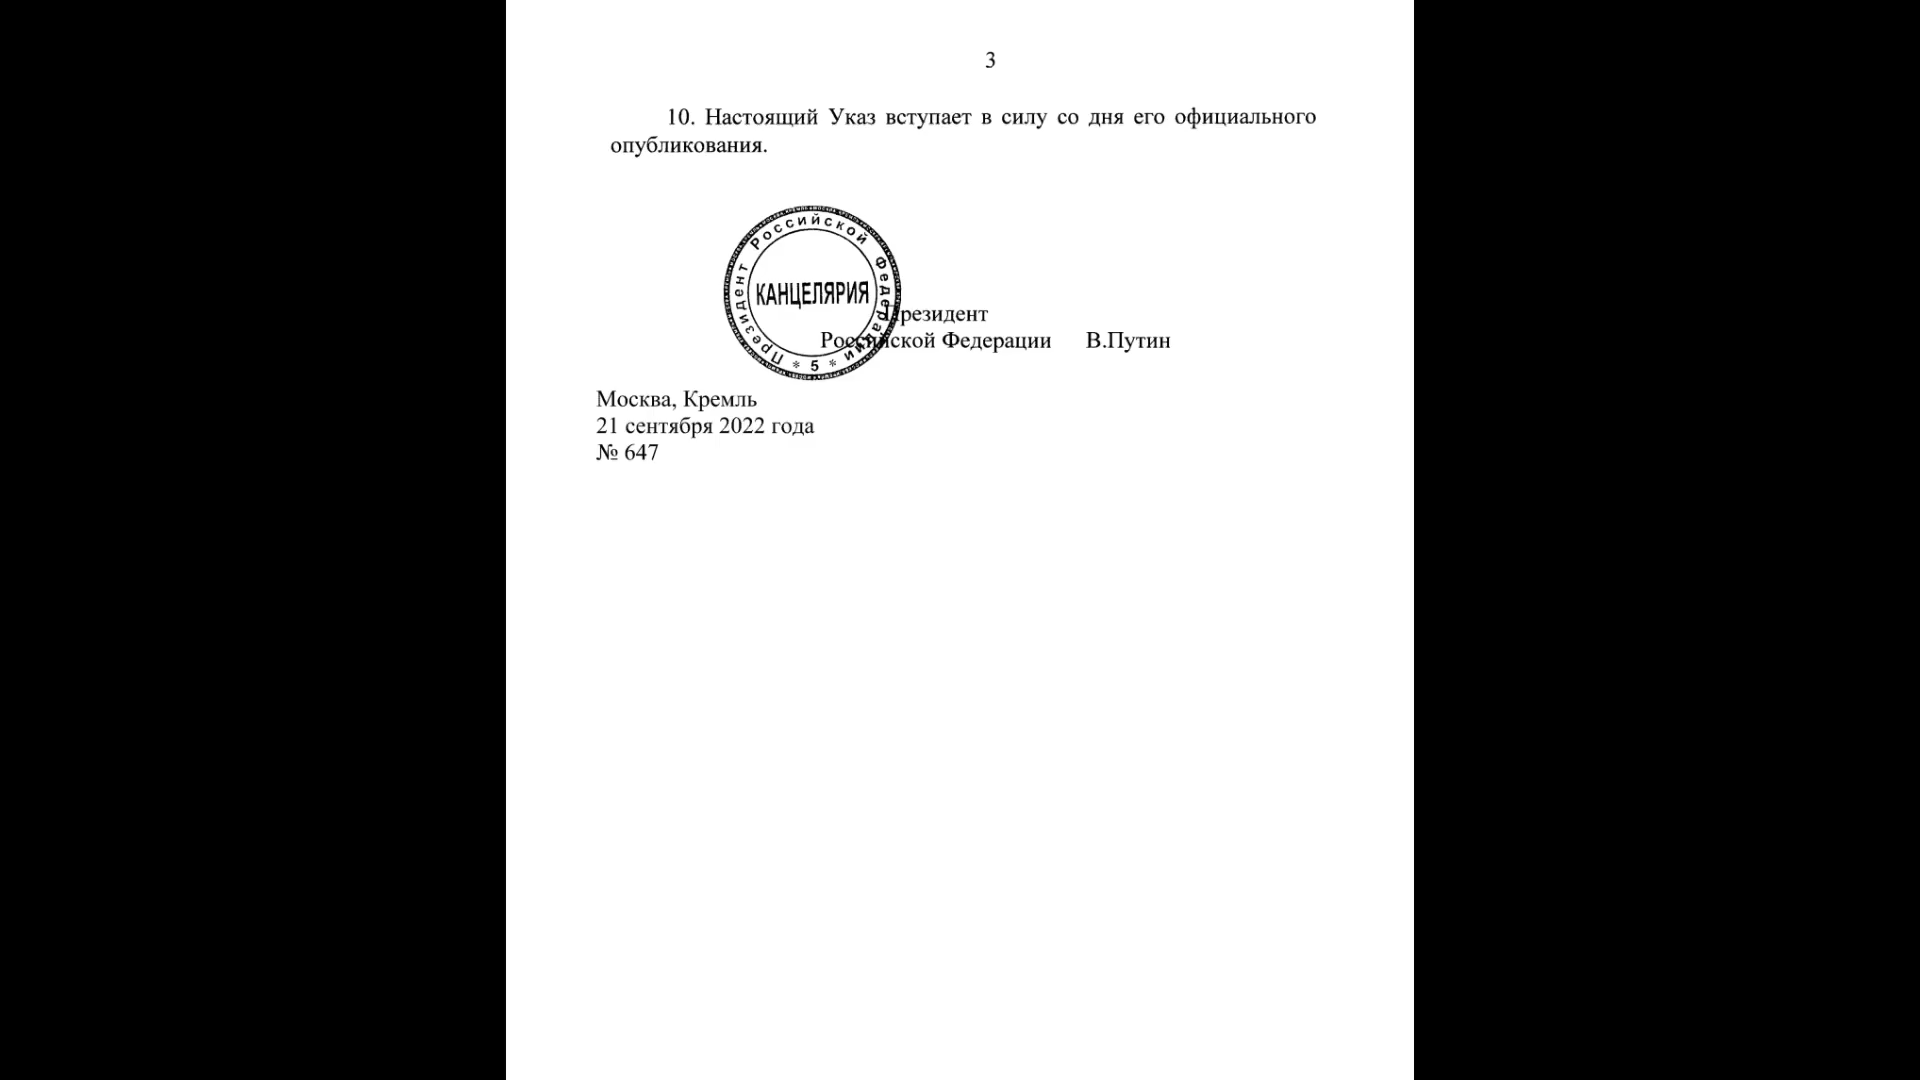 3
10. Настоящий Указ вступает в силу со дня его официального
опубликования.
Президент Российской Федерации
КАНЦЕЛЯРИЯ
* 5 *
Президент
Российской Федерации В.Путин
Москва, Кремль
21 сентября 2022 года
№ 647